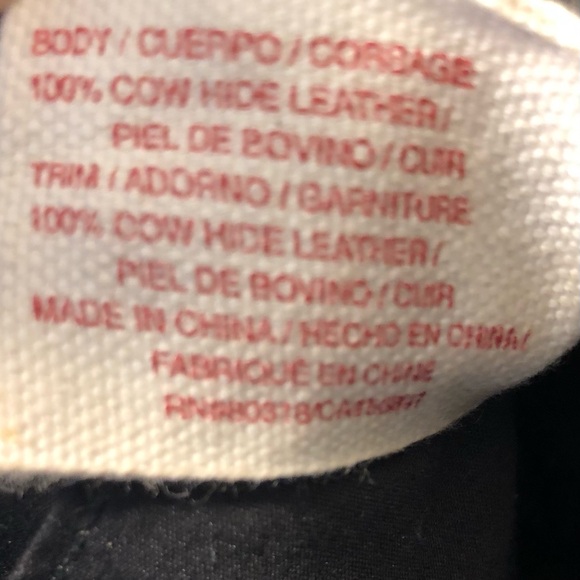 BODY / CUERPO / CORSAGE
100% COW HIDE LEATHER /
PIEL DE BOVINO / CUIR
TRIM / ADORNO / GARNITURE
100% COW HIDE LEATHER /
PIEL DE BOVINO / CUIR
MADE IN CHINA / HECHO EN CHINA /
FABRIQUÉ EN CHINE